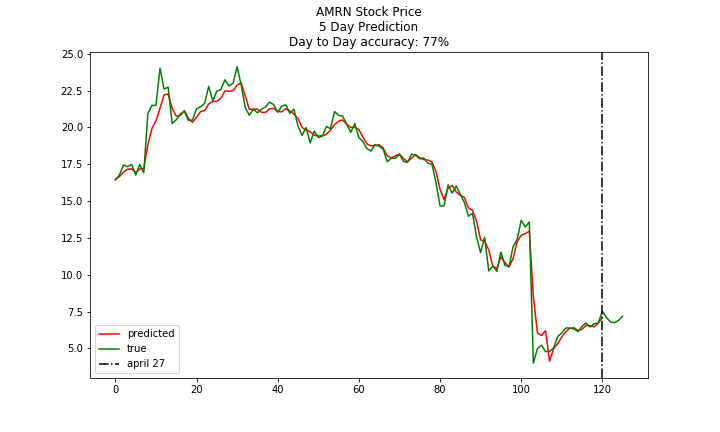 AMRN Stock Price
5 Day Prediction
Day to Day accuracy: 77%
25.0
22.5
20.0
17.5
15.0
12.5
10.0
7.5
5.0
predicted
true
april 27
0 20 40 60 80 100 120